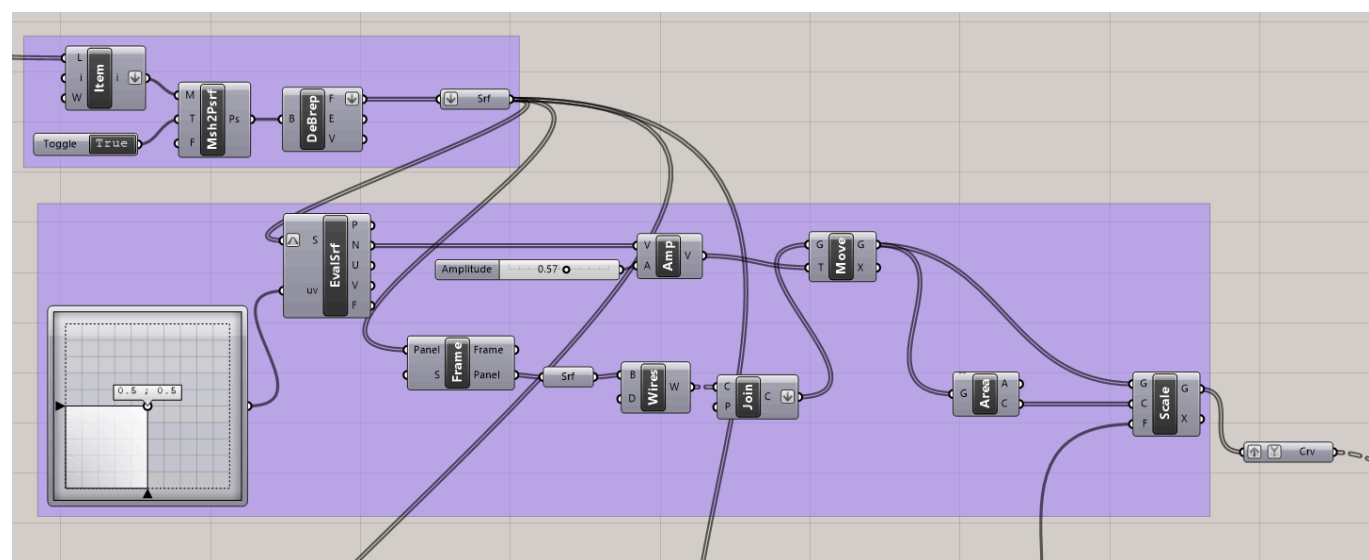 L
i
W
Item
i
Toggle True
M
T
F
Msh2Psrf
Ps
B
DeBrep
F
E
V
Srf
S
uv
EvalSrf
P
N
U
V
F
Amplitude 0.57
V
A
Amp
V
G
T
Move
G
X
0.5 ; 0.5
Panel
S
Frame
Frame
Panel
Srf
B
D
Wires
W
C
P
Join
C
G
Area
A
C
G
C
F
Scale
G
X
Crv